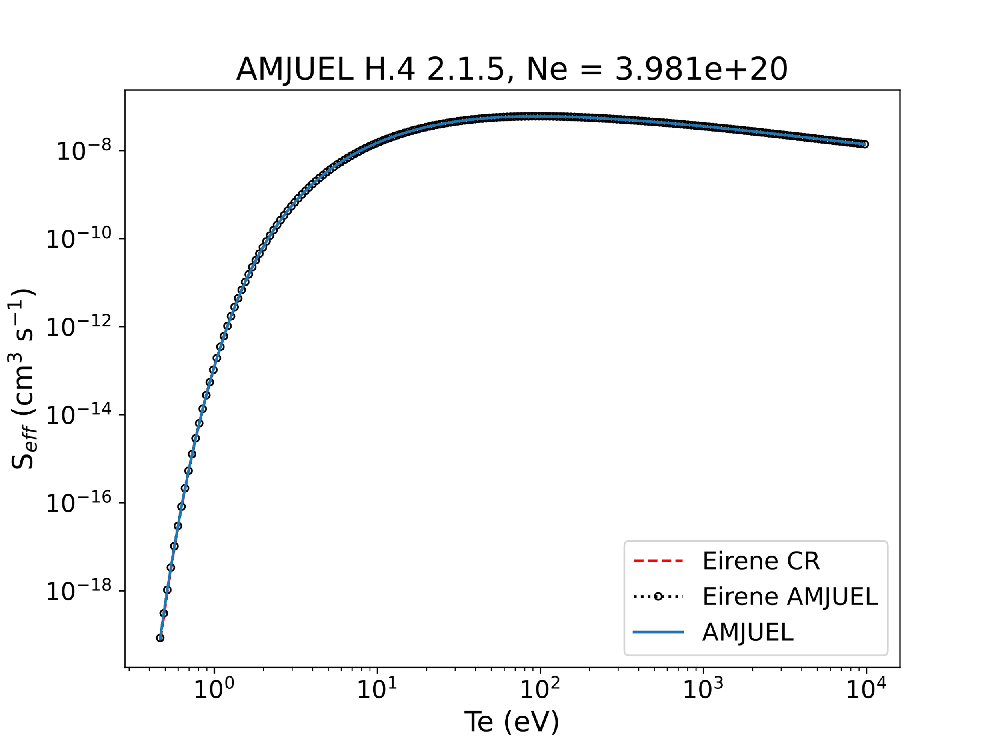 AMJUEL H.4 2.1.5, Ne = 3.981e+20
S_eff (cm³ s⁻¹)
10⁻⁸
10⁻¹⁰
10⁻¹²
10⁻¹⁴
10⁻¹⁶
10⁻¹⁸
Eirene CR
Eirene AMJUEL
AMJUEL
10⁰ 10¹ 10² 10³ 10⁴
Te (eV)